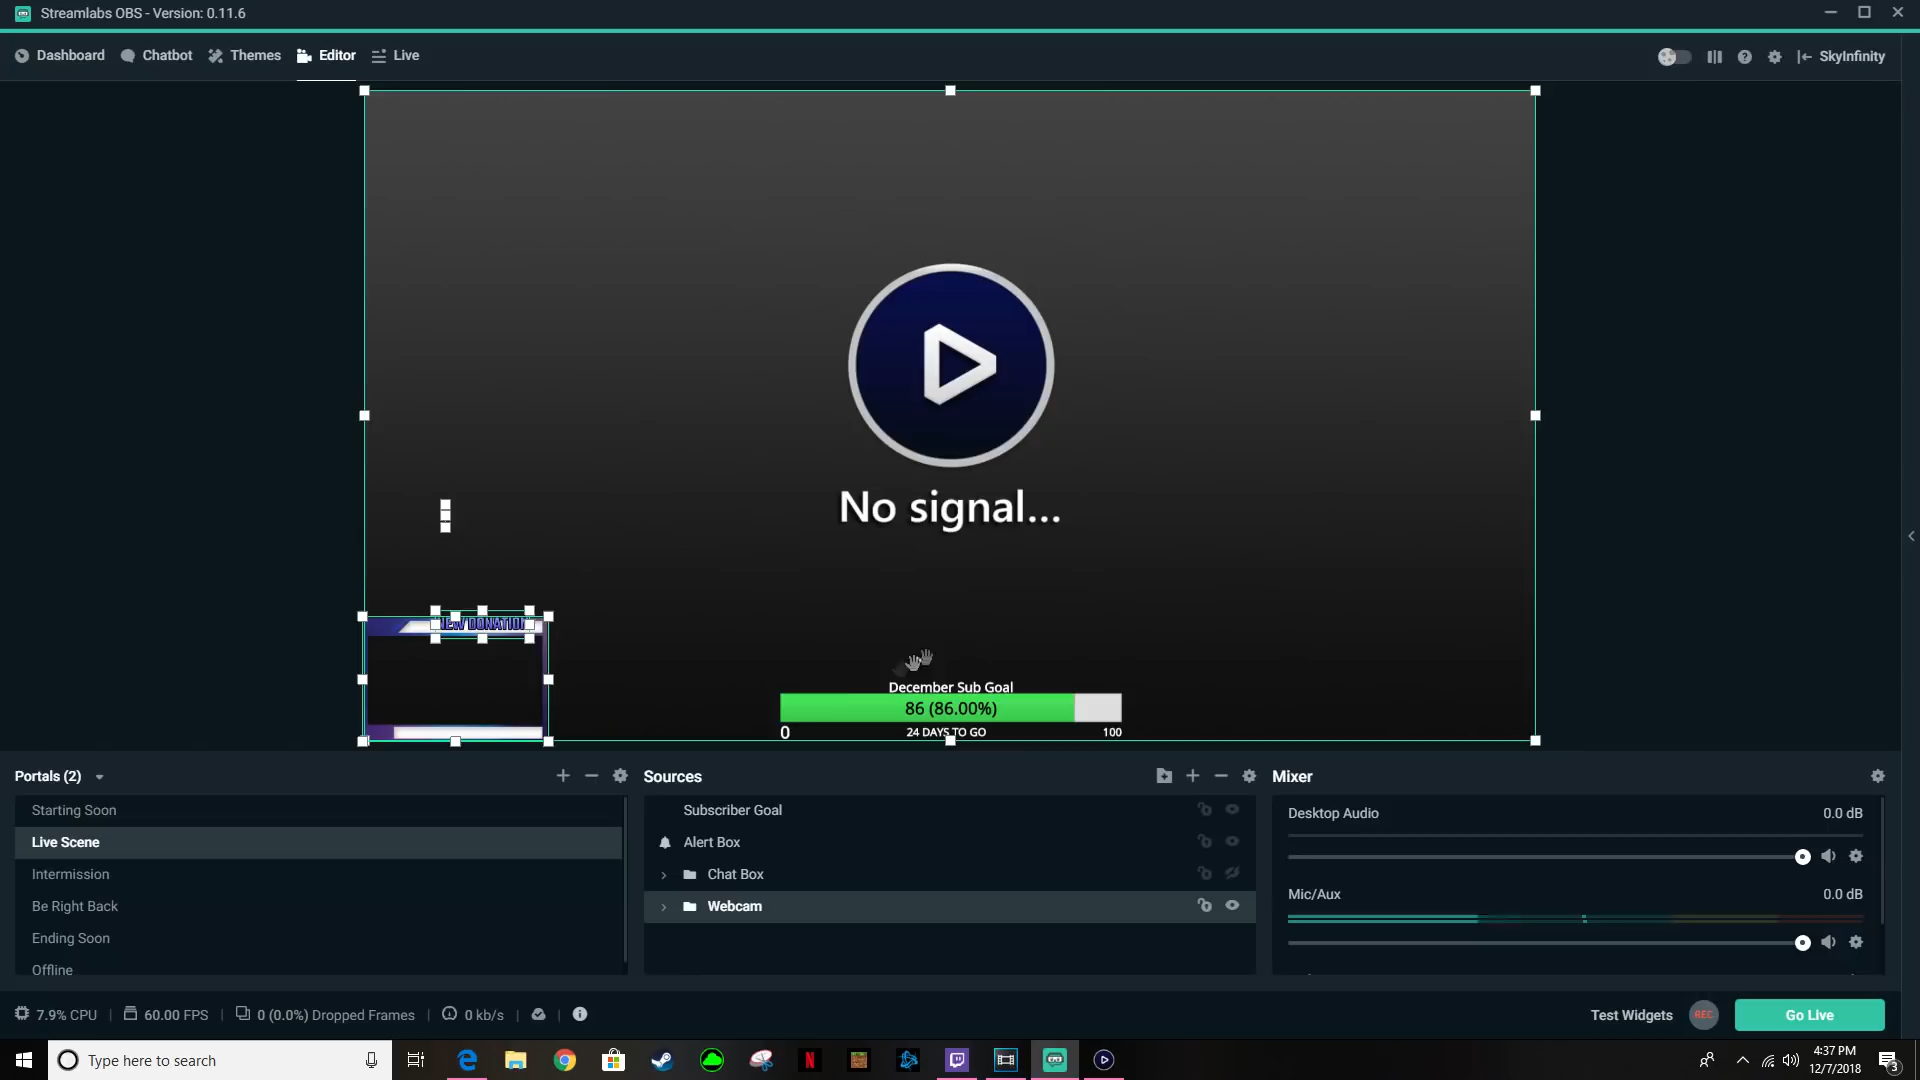 Streamlabs OBS - Version: 0.11.6
Dashboard Chatbot Themes Editor Live SkyInfinity
No signal...
NEW DONATION
December Sub Goal
86 (86.00%)
0 24 DAYS TO GO 100
Portals (2) Sources Mixer
Starting Soon
Live Scene
Intermission
Be Right Back
Ending Soon
Offline
Subscriber Goal
Alert Box
Chat Box
Webcam
Desktop Audio 0.0 dB
Mic/Aux 0.0 dB
7.9% CPU 60.00 FPS 0 (0.0%) Dropped Frames 0 kb/s Test Widgets REC Go Live
Type here to search
4:37 PM
12/7/2018
3